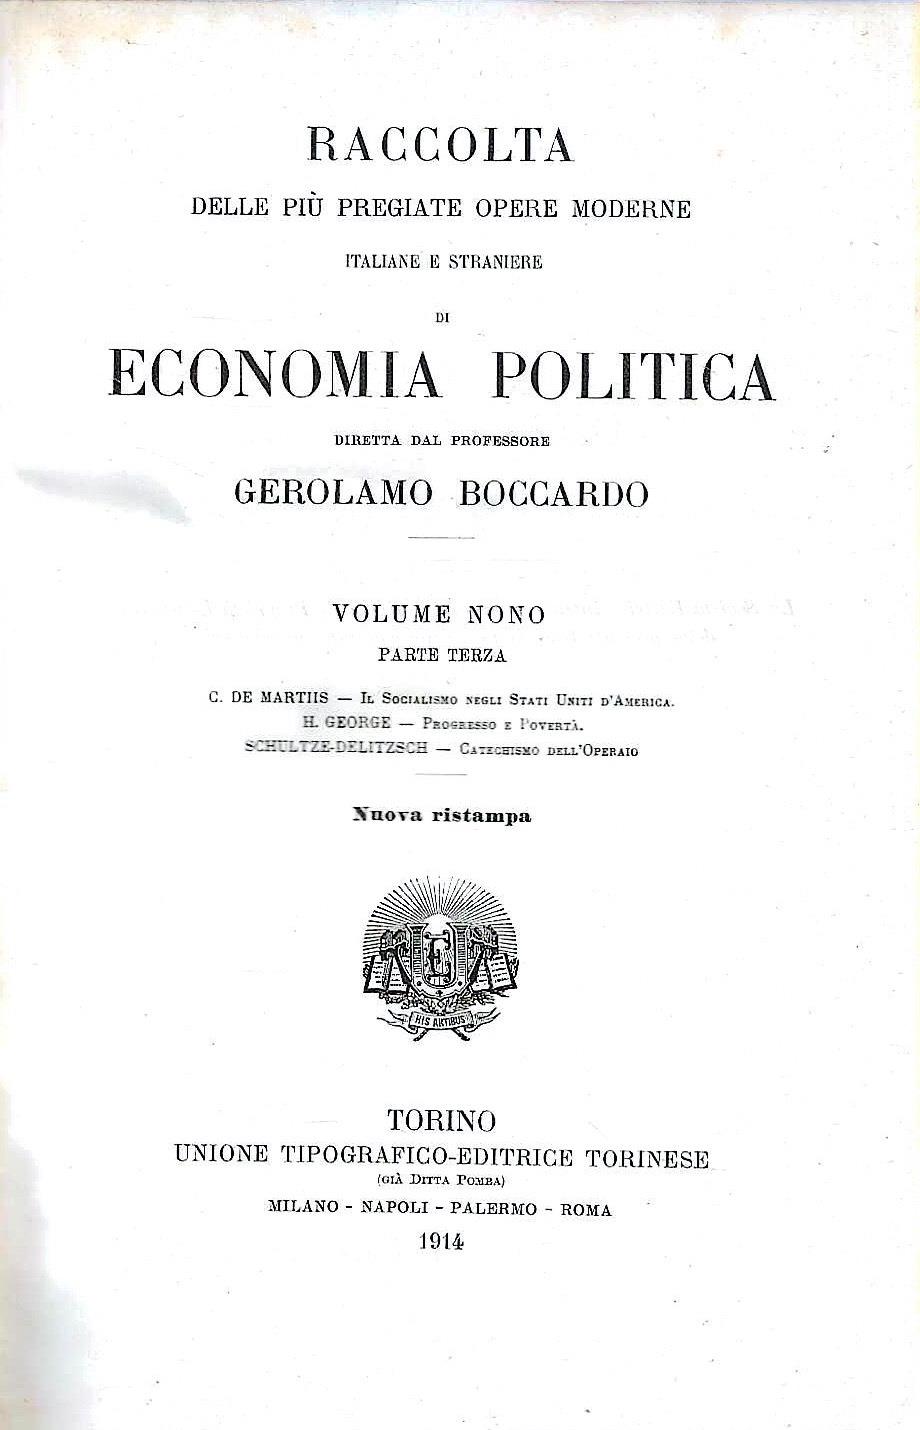 RACCOLTA
DELLE PIÙ PREGIATE OPERE MODERNE
ITALIANE E STRANIERE
DI
ECONOMIA POLITICA
DIRETTA DAL PROFESSORE
GEROLAMO BOCCARDO
VOLUME NONO
PARTE TERZA
C. DE MARTIIS — IL SOCIALISMO NEGLI STATI UNITI D'AMERICA.
H. GEORGE — PROGRESSO E POVERTÀ.
SCHULTZE-DELITZSCH — CATECHISMO DELL'OPERAIO
Nuova ristampa
HIS ARTIBUS
TORINO
UNIONE TIPOGRAFICO-EDITRICE TORINESE
(GIÀ DITTA POMBA)
MILANO - NAPOLI - PALERMO - ROMA
1914